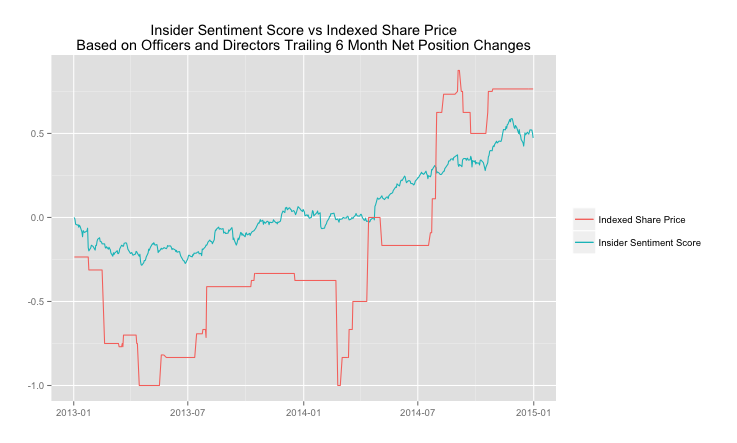 Insider Sentiment Score vs Indexed Share Price
Based on Officers and Directors Trailing 6 Month Net Position Changes
0.5
0.0
-0.5
-1.0
2013-01
2013-07
2014-01
2014-07
2015-01
Indexed Share Price
Insider Sentiment Score